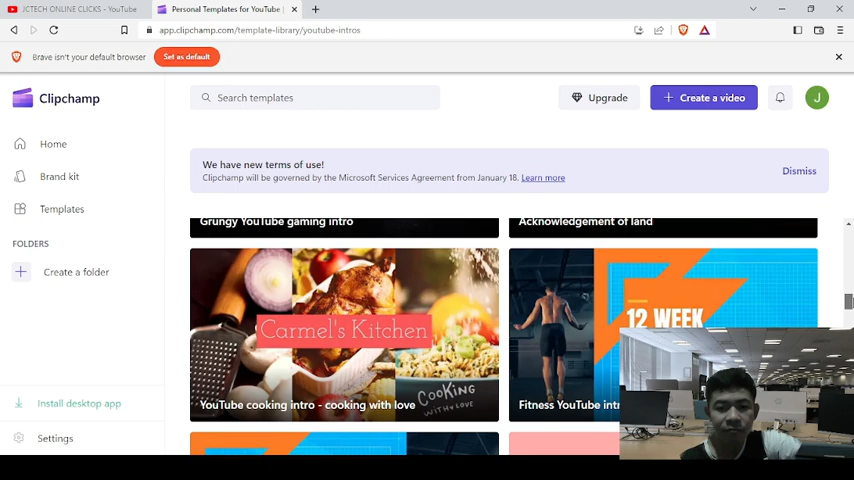 JCTECH ONLINE CLICKS - YouTube
Personal Templates for YouTube |
app.clipchamp.com/template-library/youtube-intros
Brave isn't your default browser
Set as default
Clipchamp
Search templates
Upgrade
Create a video
J
Home
Brand kit
Templates
FOLDERS
Create a folder
Install desktop app
Settings
We have new terms of use!
Clipchamp will be governed by the Microsoft Services Agreement from January 18. Learn more
Dismiss
Grungy YouTube gaming intro
Acknowledgement of land
Carmel's Kitchen
COOKING
WITH LOVE
YouTube cooking intro - cooking with love
12 WEEK
Fitness YouTube intr